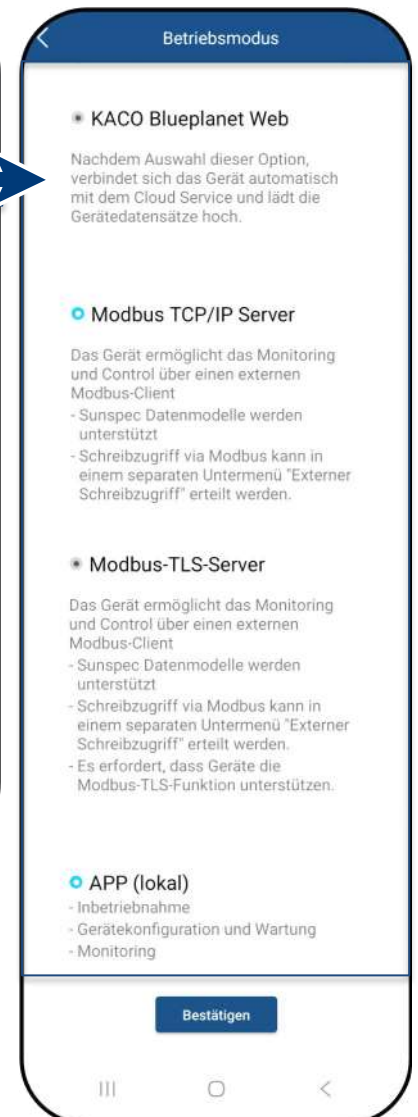 Betriebsmodus
KACO Blueplanet Web
Nachdem Auswahl dieser Option,
verbindet sich das Gerät automatisch
mit dem Cloud Service und lädt die
Gerätedatensätze hoch.
Modbus TCP/IP Server
Das Gerät ermöglicht das Monitoring
und Control über einen externen
Modbus-Client
- Sunspec Datenmodelle werden
unterstützt
- Schreibzugriff via Modbus kann in
einem separaten Untermenü "Externer
Schreibzugriff" erteilt werden.
Modbus-TLS-Server
Das Gerät ermöglicht das Monitoring
und Control über einen externen
Modbus-Client
- Sunspec Datenmodelle werden
unterstützt
- Schreibzugriff via Modbus kann in
einem separaten Untermenü "Externer
Schreibzugriff" erteilt werden.
- Es erfordert, dass Geräte die
Modbus-TLS-Funktion unterstützen.
APP (lokal)
- Inbetriebnahme
- Gerätekonfiguration und Wartung
- Monitoring
Bestätigen